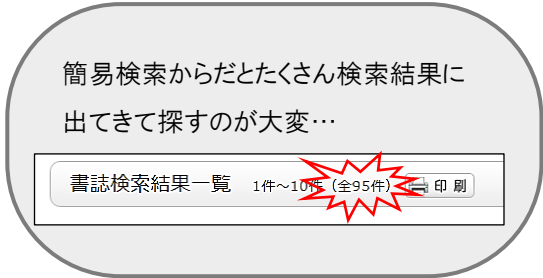 簡易検索からだとたくさん検索結果に
出てきて探すのが大変…
書誌検索結果一覧 1件～10件（全95件） 印刷